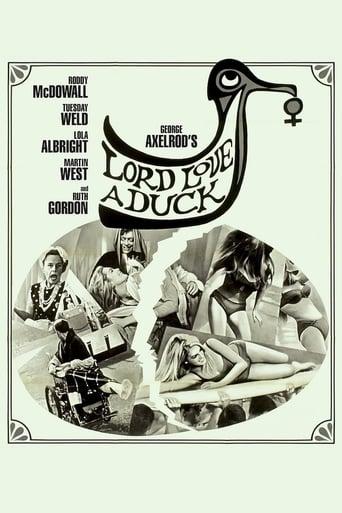 RODDY
McDOWALL
TUESDAY
WELD
LOLA
ALBRIGHT
MARTIN
WEST
and
RUTH
GORDON
GEORGE
AXELROD'S
LORD LOVE
A DUCK